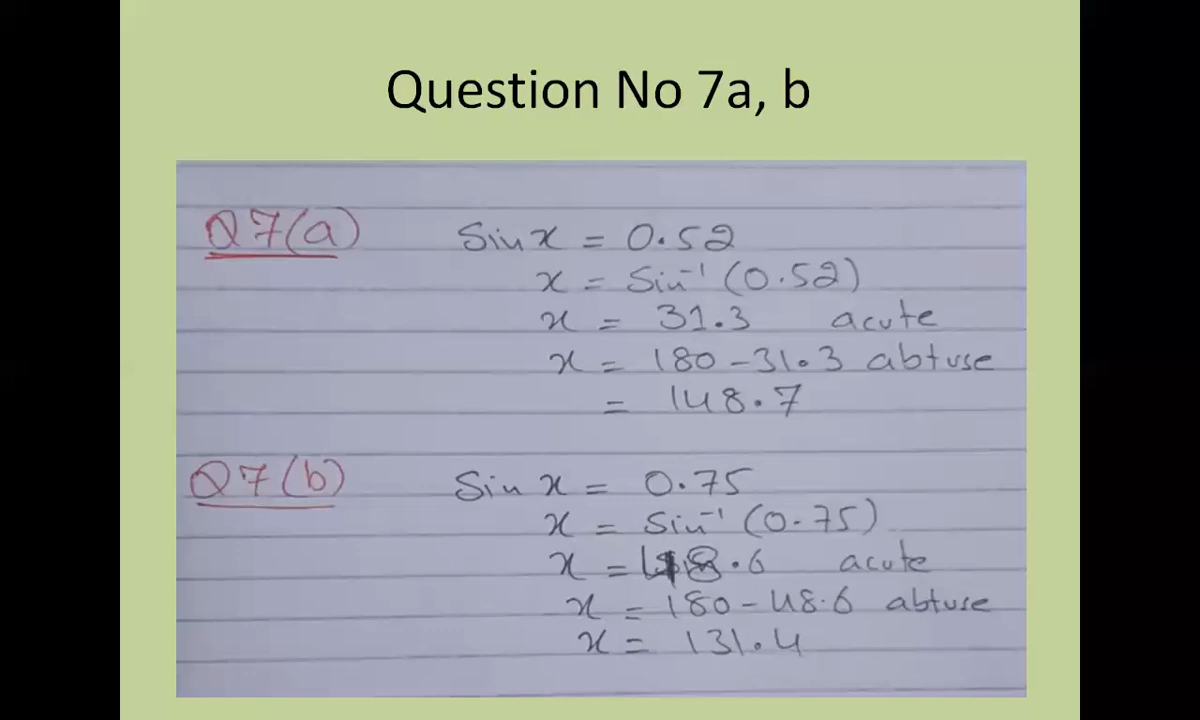 Question No 7a, b
Q7(a) Sin x = 0.52
x = Sin⁻¹ (0.52)
x = 31.3 acute
x = 180 - 31.3 abtuse
= 148.7
Q7(b) Sin x = 0.75
x = Sin⁻¹ (0.75)
x = 48.6 acute
x = 180 - 48.6 abtuse
x = 131.4